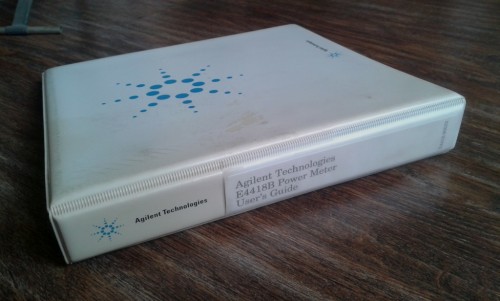 Agilent Technologies
Agilent Technologies
E4418B Power Meter
User's Guide